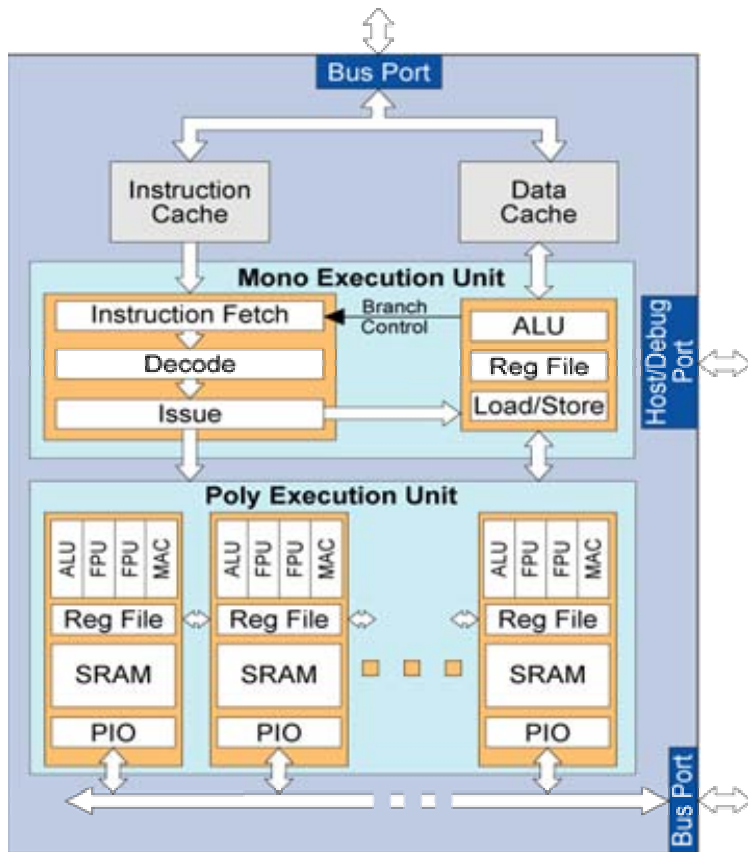 Bus Port
Instruction
Cache
Data
Cache
Mono Execution Unit
Instruction Fetch
Decode
Issue
Branch
Control
ALU
Reg File
Load/Store
Host/Debug
Port
Poly Execution Unit
ALU
FPU
FPU
MAC
Reg File
SRAM
PIO
ALU
FPU
FPU
MAC
Reg File
SRAM
PIO
ALU
FPU
FPU
MAC
Reg File
SRAM
PIO
Bus Port